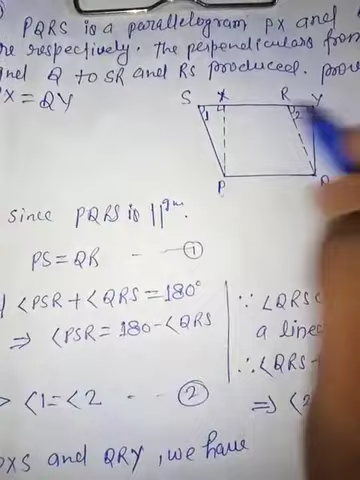 PQRS is a parallelogram PX and
re respectively. The perpendiculars from
and Q to SR and RS produced. prove
PX = QY
S X R Y
1 2
P Q
since PQRS is ||gm.
PS = QR - - ①
<PSR + <QRS = 180° ∵ <QRS
⇒ <PSR = 180 - <QRS a linea
∴ <QRS +
<1 = <2 - - ② ⇒ <2
PXS and QRY, we have